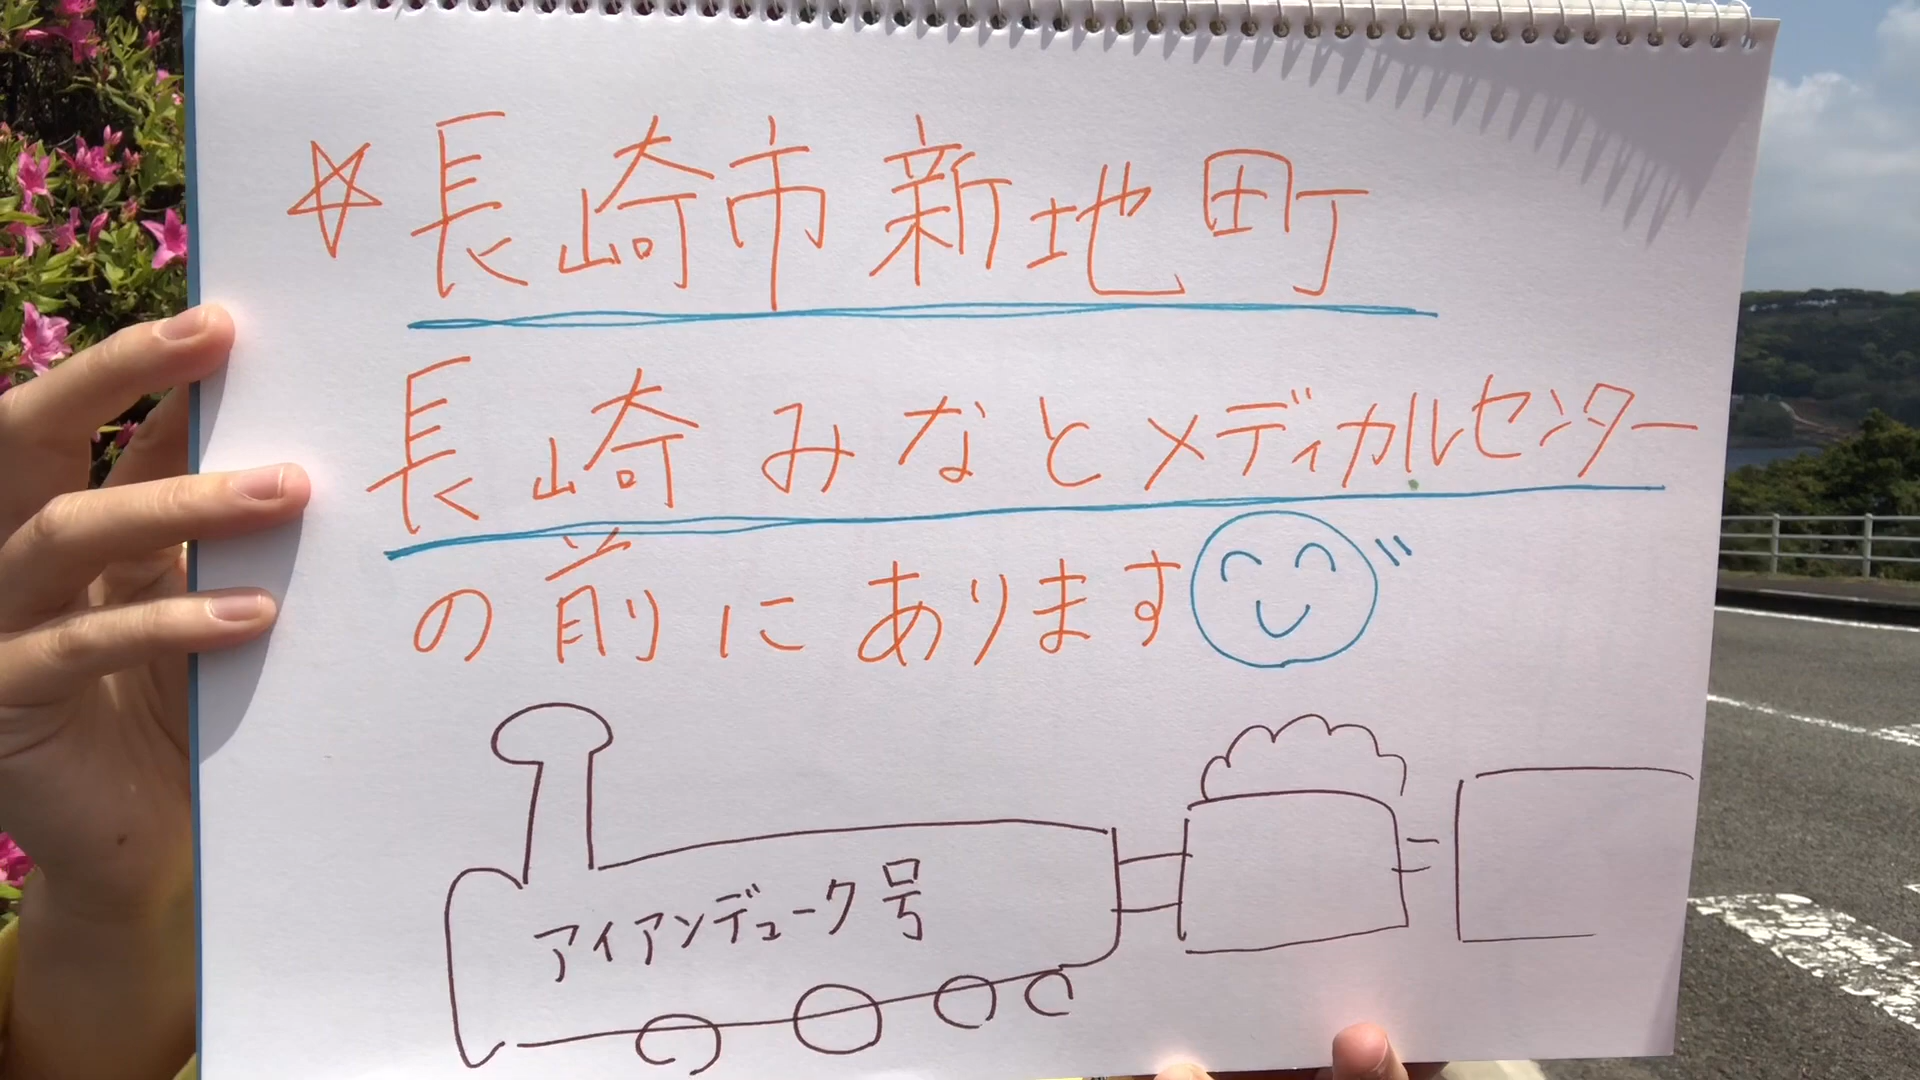 ☆長崎市新地町
長崎みなとメディカルセンター
の前にあります
アイアンデューク号